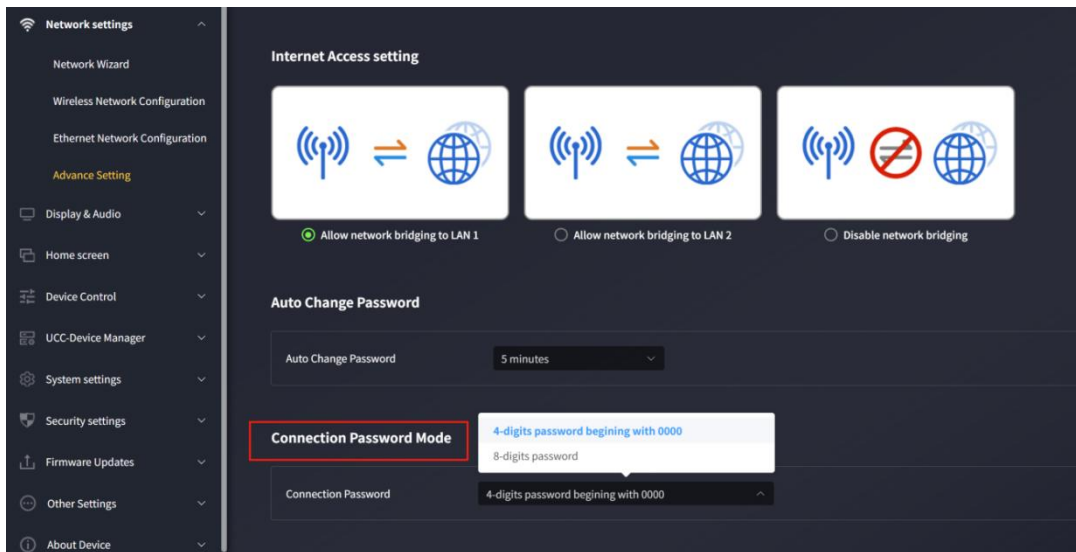 Network settings
Network Wizard
Wireless Network Configuration
Ethernet Network Configuration
Advance Setting
Display & Audio
Home screen
Device Control
UCC-Device Manager
System settings
Security settings
Firmware Updates
Other Settings
About Device
Internet Access setting
Allow network bridging to LAN 1
Allow network bridging to LAN 2
Disable network bridging
Auto Change Password
Auto Change Password
5 minutes
Connection Password Mode
4-digits password begining with 0000
8-digits password
Connection Password
4-digits password begining with 0000